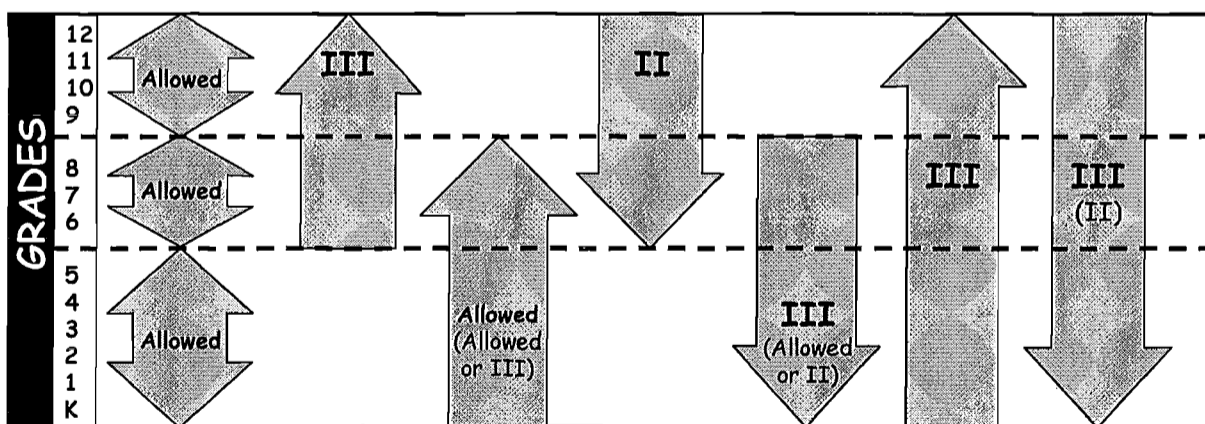 GRADES
12
11
10
9
8
7
6
5
4
3
2
1
K
Allowed
Allowed
Allowed
III
Allowed
(Allowed
or III)
II
III
(Allowed
or II)
III
III
(II)